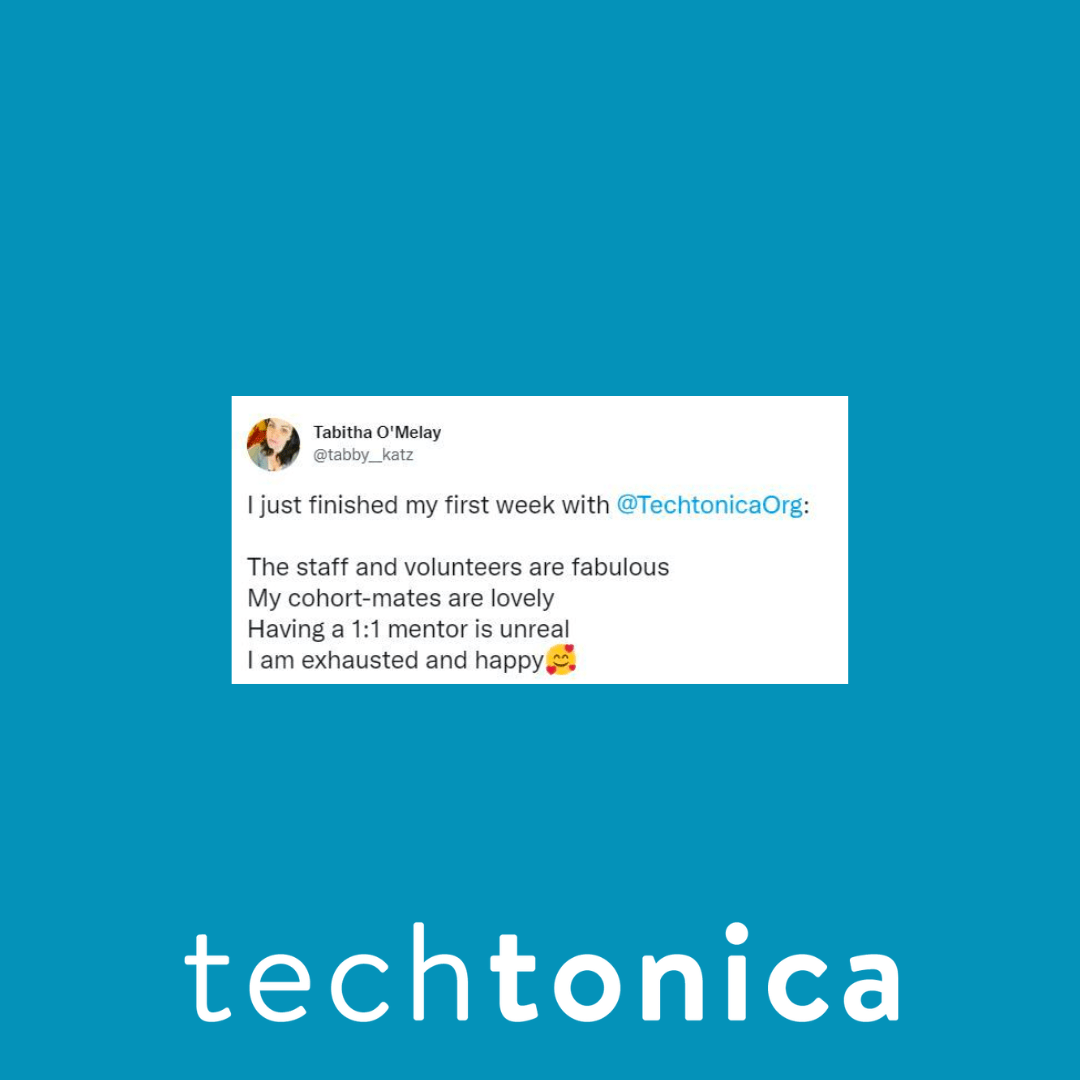 Tabitha O'Melay
@tabby__katz
I just finished my first week with @TechtonicaOrg:
The staff and volunteers are fabulous
My cohort-mates are lovely
Having a 1:1 mentor is unreal
I am exhausted and happy🥰
techtonica